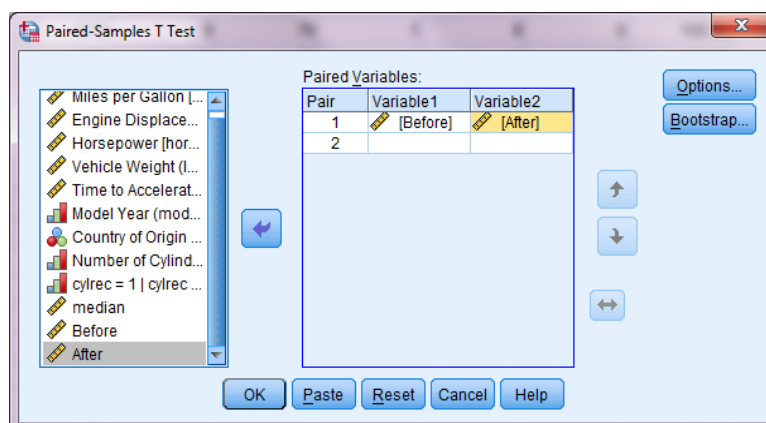 Paired-Samples T Test
Miles per Gallon [...
Engine Displace...
Horsepower [hor...
Vehicle Weight (l...
Time to Accelerat...
Model Year (mod...
Country of Origin ...
Number of Cylind...
cylrec = 1 | cylrec ...
median
Before
After
Paired Variables:
Pair Variable1 Variable2
1 [Before] [After]
2
Options...
Bootstrap...
OK Paste Reset Cancel Help